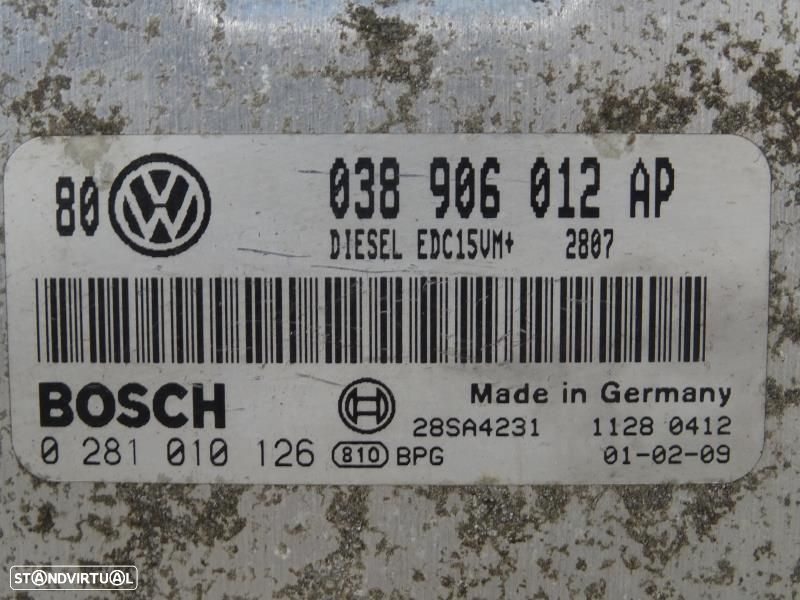 80 VW 038 906 012 AP
DIESEL EDC15VM+ 2807
BOSCH Made in Germany
28SA4231 1128 0412
0 281 010 126 810 BPG 01-02-09
STANDVIRTUAL